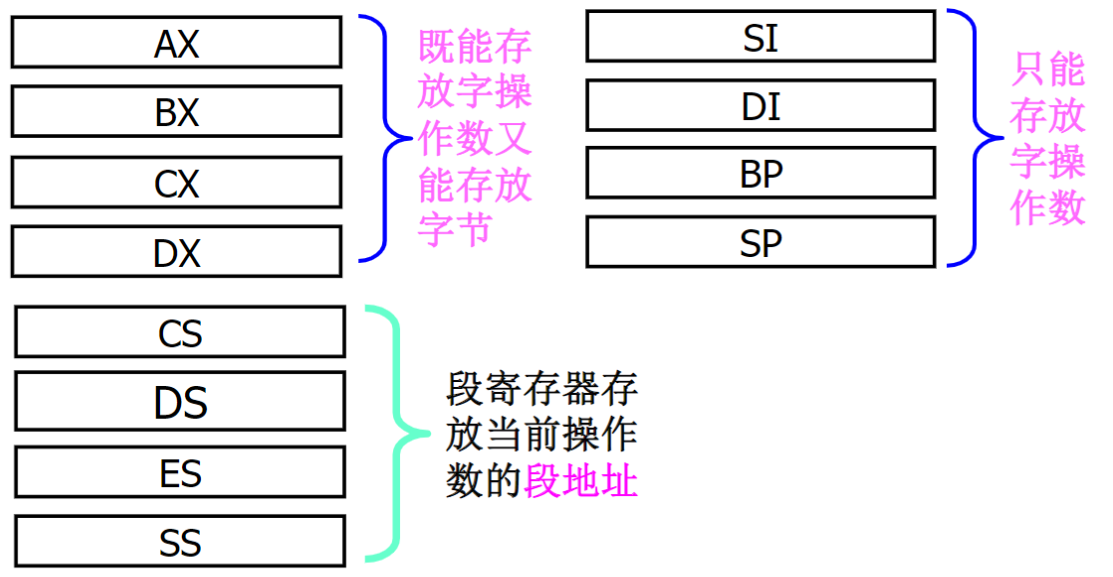 AX
BX
CX
DX
既能存
放字操
作数又
能存放
字节
SI
DI
BP
SP
只能
存放
字操
作数
CS
DS
ES
SS
段寄存器存
放当前操作
数的段地址